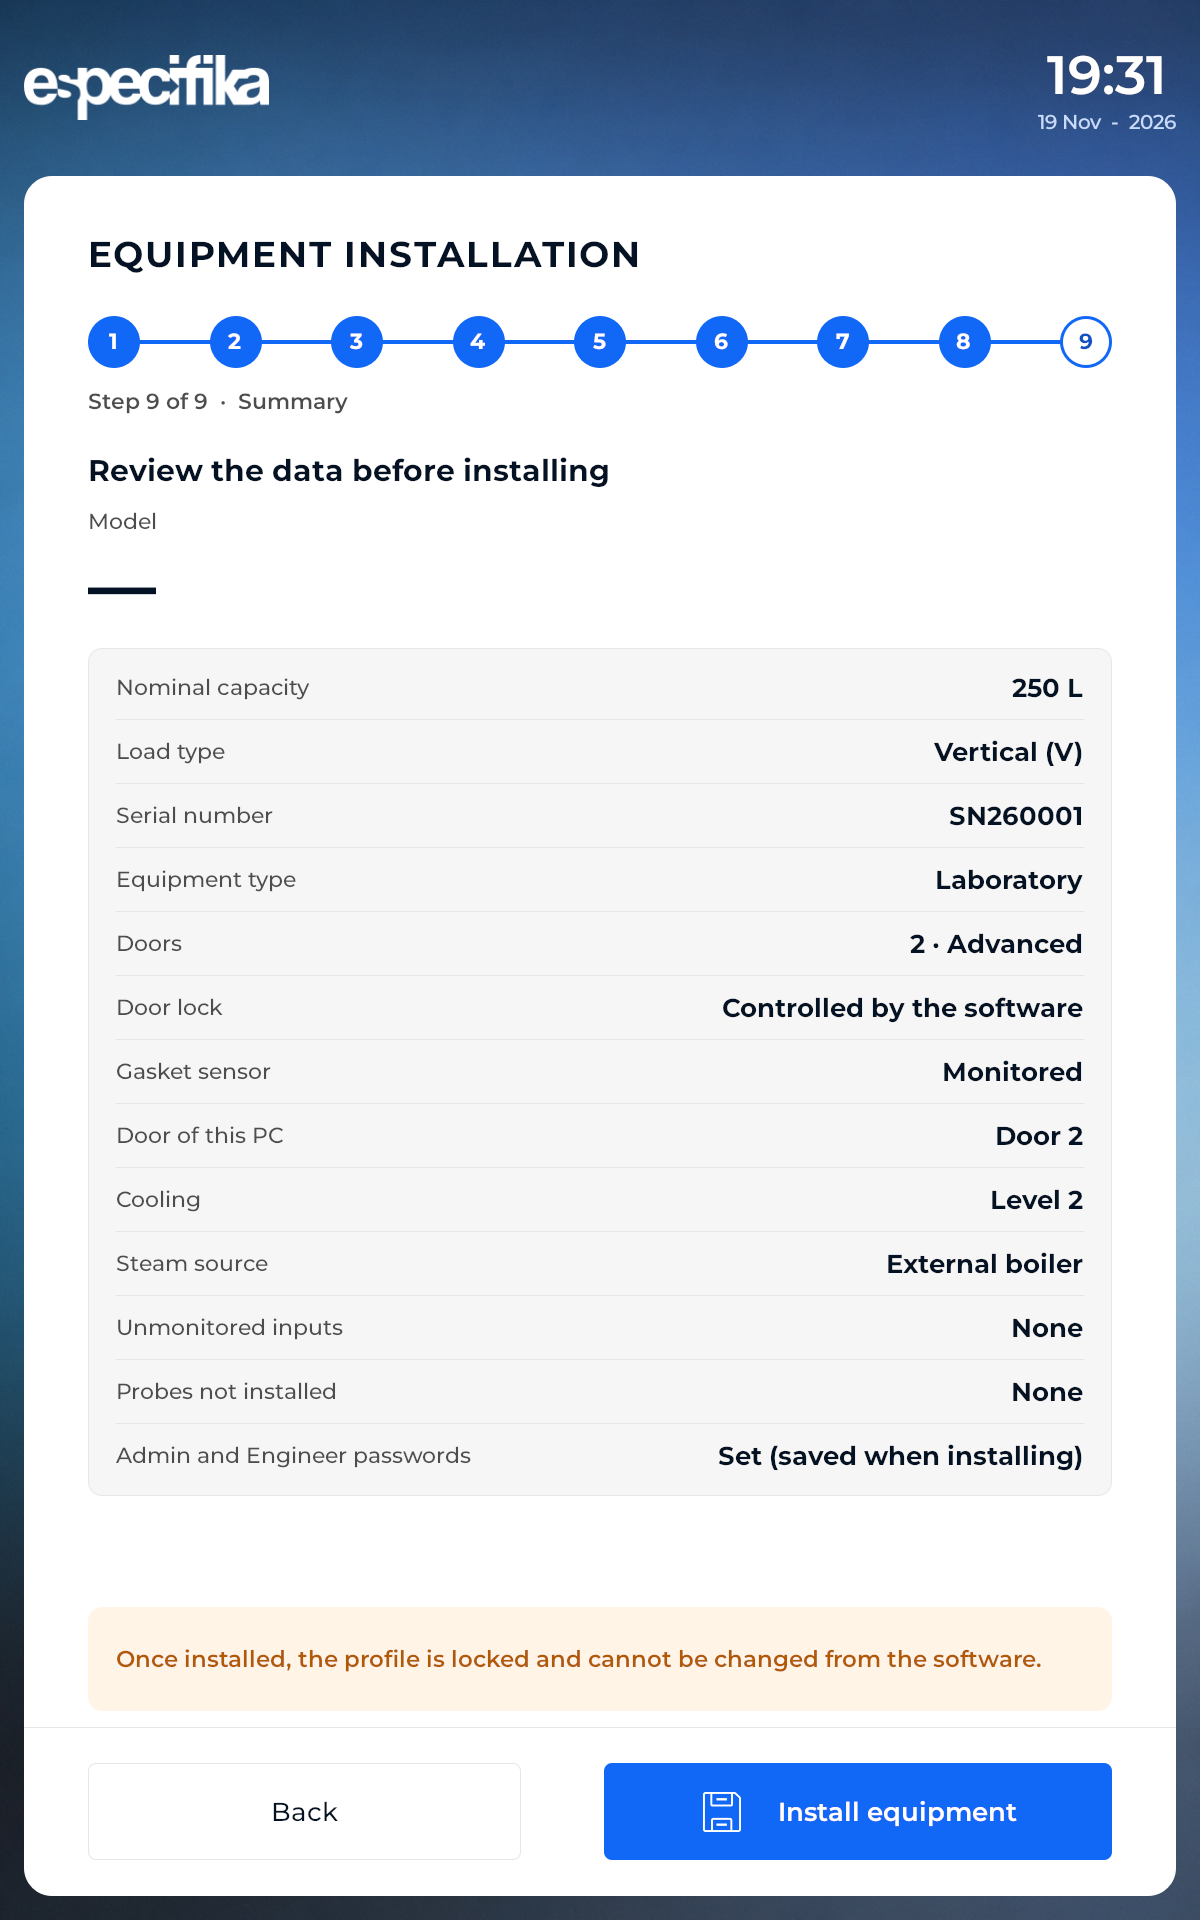 especifika
19:31
19 Nov - 2026
EQUIPMENT INSTALLATION
1 2 3 4 5 6 7 8 9
Step 9 of 9 · Summary
Review the data before installing
Model
—
Nominal capacity 250 L
Load type Vertical (V)
Serial number SN260001
Equipment type Laboratory
Doors 2 · Advanced
Door lock Controlled by the software
Gasket sensor Monitored
Door of this PC Door 2
Cooling Level 2
Steam source External boiler
Unmonitored inputs None
Probes not installed None
Admin and Engineer passwords Set (saved when installing)
Once installed, the profile is locked and cannot be changed from the software.
Back Install equipment